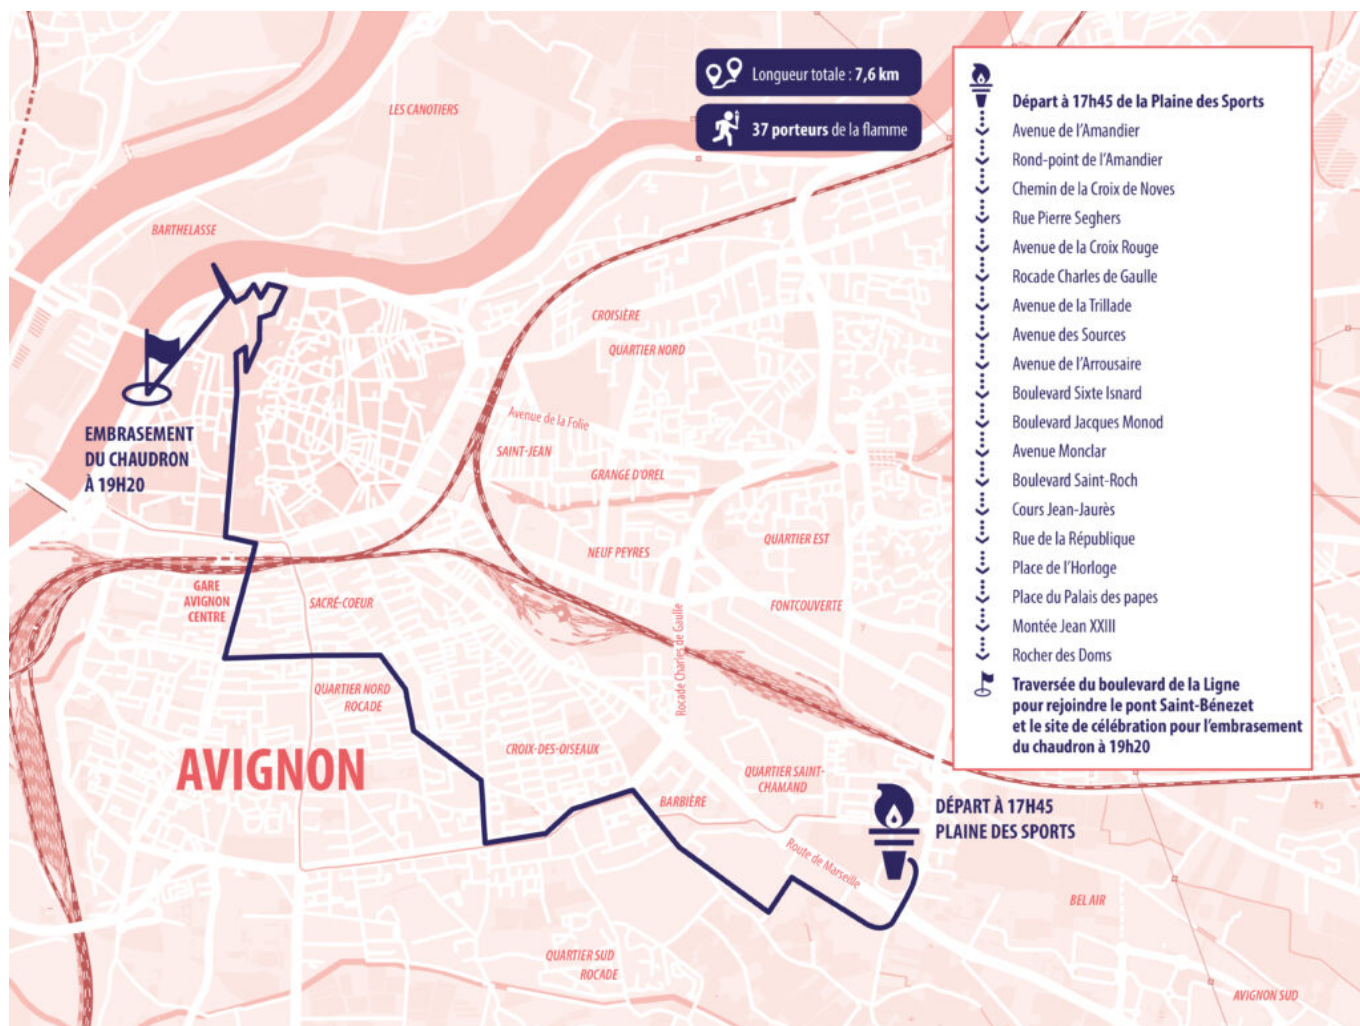 Longueur totale : 7,6 km
37 porteurs de la flamme
Départ à 17h45 de la Plaine des Sports
Avenue de l'Amandier
Rond-point de l'Amandier
Chemin de la Croix de Noves
Rue Pierre Seghers
Avenue de la Croix Rouge
Rocade Charles de Gaulle
Avenue de la Trillade
Avenue des Sources
Avenue de l'Arrousaire
Boulevard Sixte Isnard
Boulevard Jacques Monod
Avenue Monclar
Boulevard Saint-Roch
Cours Jean-Jaurès
Rue de la République
Place de l'Horloge
Place du Palais des papes
Montée Jean XXIII
Rocher des Doms
Traversée du boulevard de la Ligne
pour rejoindre le pont Saint-Bénezet
et le site de célébration pour l'embrasement
du chaudron à 19h20
LES CANOTIERS
BARTHELASSE
CROISIÈRE
QUARTIER NORD
Avenue de la Folie
SAINT-JEAN
GRANGE D'OREL
EMBRASEMENT
DU CHAUDRON
À 19H20
NEUF PEYRES
QUARTIER EST
GARE
AVIGNON
CENTRE
SACRÉ-COEUR
FONTCOUVERTE
Rocade Charles de Gaulle
QUARTIER NORD
ROCADE
AVIGNON
CROIX-DES-OISEAUX
BARBIÈRE
QUARTIER SAINT-
CHAMAND
DÉPART À 17H45
PLAINE DES SPORTS
Route de Marseille
BEL AIR
QUARTIER SUD
ROCADE
AVIGNON SUD